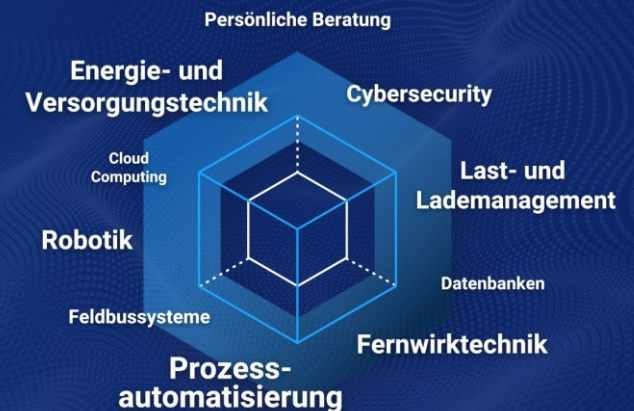 Persönliche Beratung
Energie- und
Versorgungstechnik
Cybersecurity
Cloud
Computing
Last- und
Lademanagement
Robotik
Datenbanken
Feldbussysteme
Fernwirktechnik
Prozess-
automatisierung